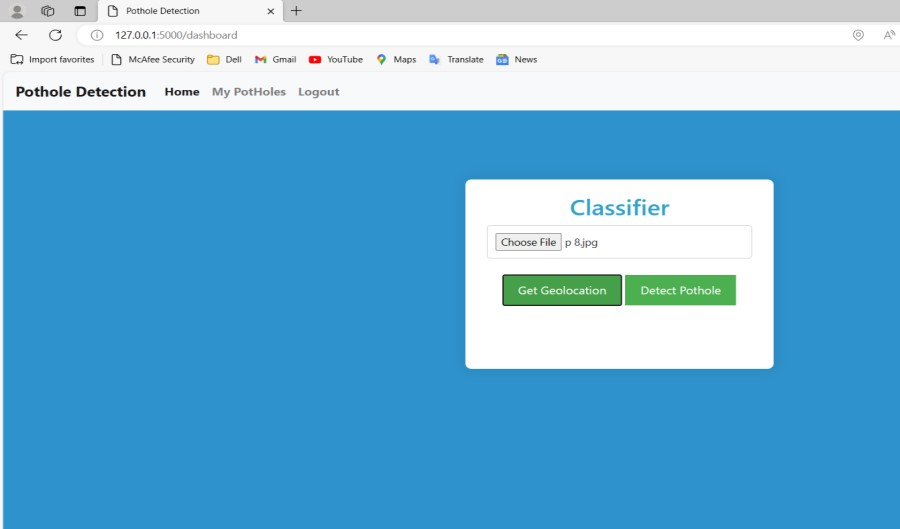 Pothole Detection
127.0.0.1:5000/dashboard
Import favorites McAfee Security Dell Gmail YouTube Maps Translate News
Pothole Detection Home My PotHoles Logout
Classifier
Choose File p 8.jpg
Get Geolocation Detect Pothole